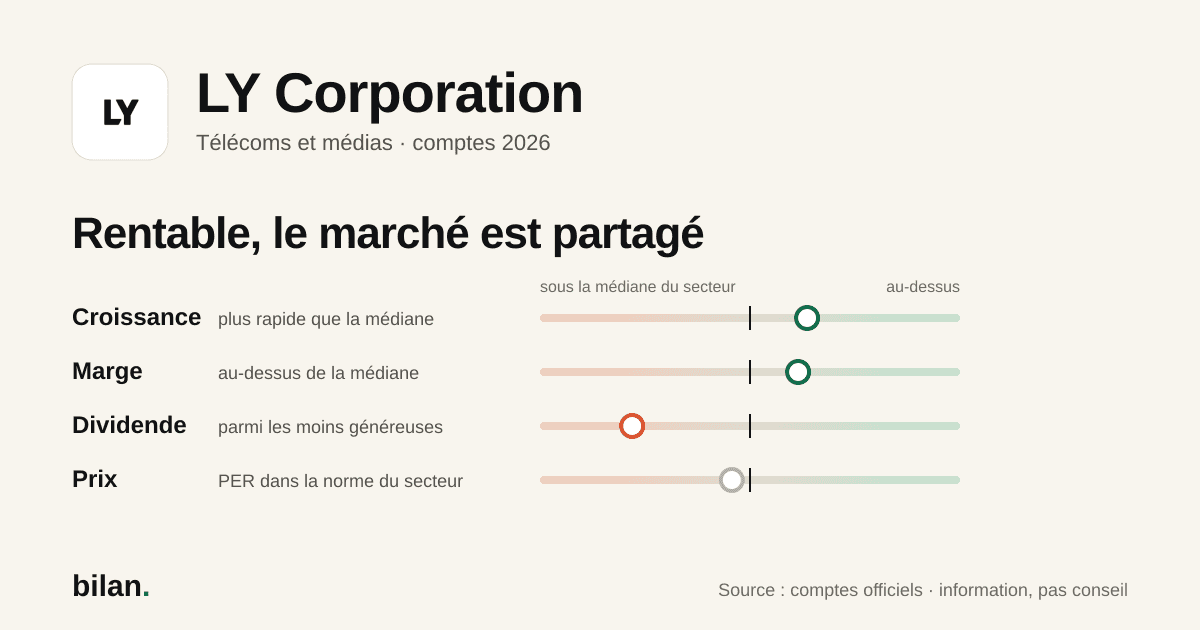 LY
LY Corporation
Télécoms et médias · comptes 2026
Rentable, le marché est partagé
sous la médiane du secteur au-dessus
Croissance plus rapide que la médiane
Marge au-dessus de la médiane
Dividende parmi les moins généreuses
Prix PER dans la norme du secteur
bilan.
Source : comptes officiels · information, pas conseil